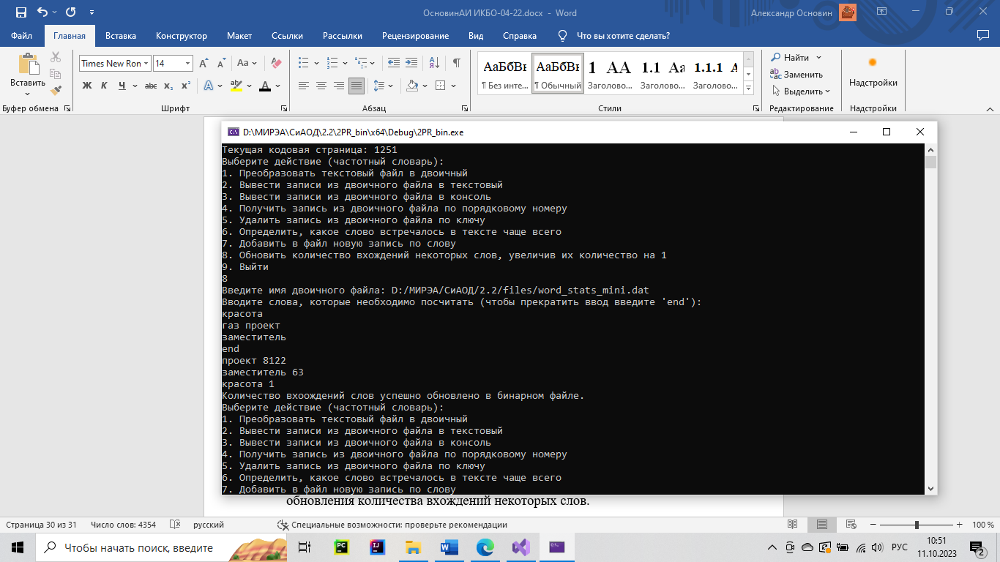 ОсновинАИ ИКБО-04-22.docx - Word
Александр Основин
Файл Главная Вставка Конструктор Макет Ссылки Рассылки Рецензирование Вид Справка Что вы хотите сделать?
Вставить
Буфер обмена
Times New Ron 14
Aa
Ж К Ч abc x₂ x²
А А
Шрифт
Абзац
АаБбВı АаБбВı 1 АА 1.1 Аа 1.1.1 А
¶ Без инте... ¶ Обычный Заголово... Заголово... Заголово...
Стили
Найти
Заменить
Выделить
Редактирование
Настройки
Настройки
D:\МИРЭА\СиАОД\2.2\2PR_bin\x64\Debug\2PR_bin.exe
Текущая кодовая страница: 1251
Выберите действие (частотный словарь):
1. Преобразовать текстовый файл в двоичный
2. Вывести записи из двоичного файла в текстовый
3. Вывести записи из двоичного файла в консоль
4. Получить запись из двоичного файла по порядковому номеру
5. Удалить запись из двоичного файла по ключу
6. Определить, какое слово встречалось в тексте чаще всего
7. Добавить в файл новую запись по слову
8. Обновить количество вхождений некоторых слов, увеличив их количество на 1
9. Выйти
8
Введите имя двоичного файла: D:/МИРЭА/СиАОД/2.2/files/word_stats_mini.dat
Вводите слова, которые необходимо посчитать (чтобы прекратить ввод введите 'end'):
красота
газ проект
заместитель
end
проект 8122
заместитель 63
красота 1
Количество вхоождений слов успешно обновлено в бинарном файле.
Выберите действие (частотный словарь):
1. Преобразовать текстовый файл в двоичный
2. Вывести записи из двоичного файла в текстовый
3. Вывести записи из двоичного файла в консоль
4. Получить запись из двоичного файла по порядковому номеру
5. Удалить запись из двоичного файла по ключу
6. Определить, какое слово встречалось в тексте чаще всего
7. Добавить в файл новую запись по слову
обновления количества вхождений некоторых слов.
Страница 30 из 31 Число слов: 4354 русский Специальные возможности: проверьте рекомендации 100 %
Чтобы начать поиск, введите
РУС
10:51
11.10.2023
2